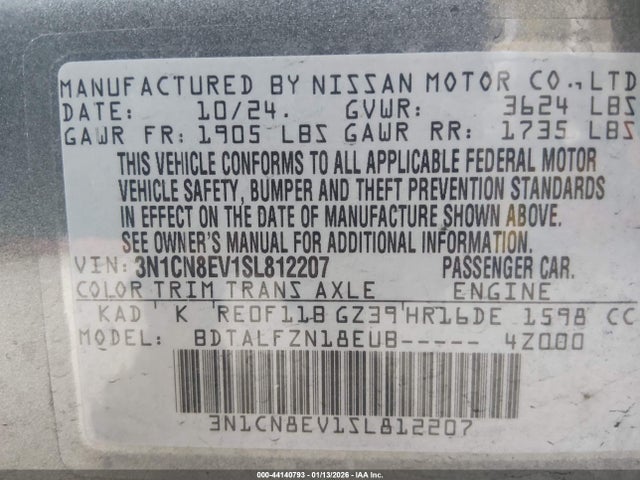 MANUFACTURED BY NISSAN MOTOR CO., LTD
DATE: 10/24. GVWR: 3624 LBS
GAWR FR: 1905 LBS GAWR RR: 1735 LBS
THIS VEHICLE CONFORMS TO ALL APPLICABLE FEDERAL MOTOR
VEHICLE SAFETY, BUMPER AND THEFT PREVENTION STANDARDS
IN EFFECT ON THE DATE OF MANUFACTURE SHOWN ABOVE.
SEE OWNER'S MANUAL FOR ADDITIONAL INFORMATION.
VIN: 3N1CN8EV1SL812207 PASSENGER CAR.
COLOR TRIM TRANS AXLE ENGINE
KAD K RE0F11B GZ39 HR16DE 1598 CC
MODEL: BDTALFZN18EUB----- 4Z000
3N1CN8EV1SL812207
000-44140793 - 01/13/2026 - IAA Holdings, LLC